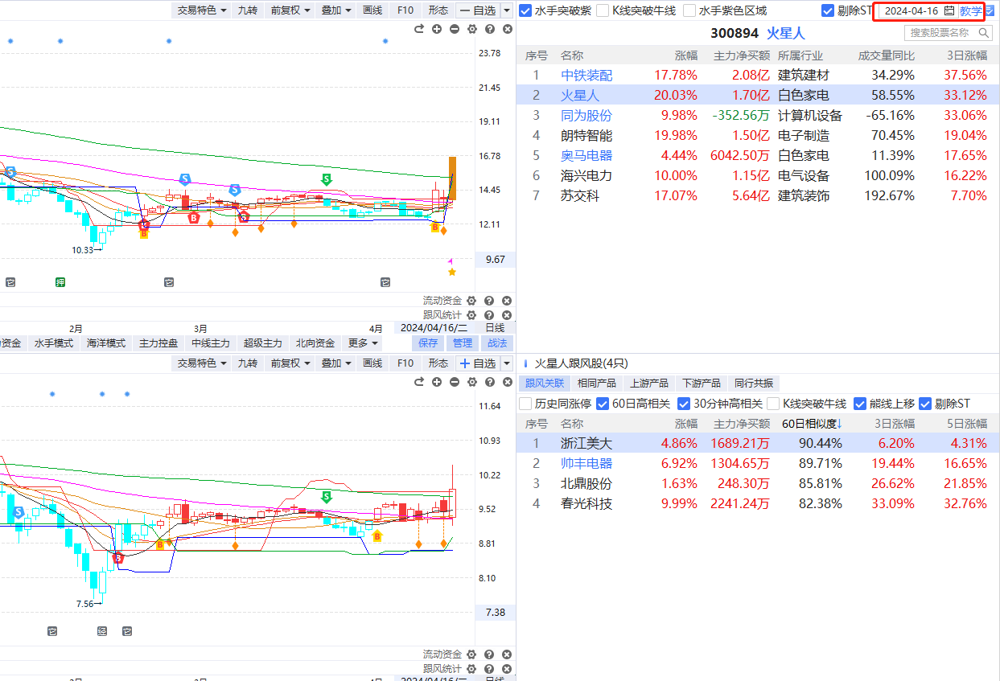 交易特色 九转 前复权 叠加 画线 F10 形态 一自选
23.78
21.45
19.11
16.78
14.45
12.11
9.67
S S S S
B B B
10.33
它 押 它 它
流动资金
跟风统计
2月 3月 4月 2024/04/16/二 日线
资金 水手模式 海洋模式 主力控盘 中线主力 超级主力 北向资金 更多 保存 管理 战法
水手突破紫 K线突破牛线 水手紫色区域 剔除ST 2024-04-16 教学
300894 火星人
搜索股票名称
序号 名称 涨幅 主力净买额 所属行业 成交量同比 3日涨幅
1 中铁装配 17.78% 2.08亿 建筑建材 34.29% 37.56%
2 火星人 20.03% 1.70亿 白色家电 58.55% 33.12%
3 同为股份 9.98% -352.56万 计算机设备 -65.16% 33.06%
4 朗特智能 19.98% 1.50亿 电子制造 70.45% 19.04%
5 奥马电器 4.44% 6042.50万 白色家电 11.39% 17.65%
6 海兴电力 10.00% 1.15亿 电气设备 100.09% 16.22%
7 苏交科 17.07% 5.64亿 建筑装饰 192.67% 7.70%
交易特色 九转 前复权 叠加 画线 F10 形态 +自选
11.64
10.93
10.22
9.52
8.81
8.10
7.38
S S
B B
7.56
它 经 它
流动资金
跟风统计
2月 3月 4月 2024/04/16/二 日线
火星人跟风股(4只)
跟风关联 相同产品 上游产品 下游产品 同行共振
历史同涨停 60日高相关 30分钟高相关 K线突破牛线 熊线上移 剔除ST
序号 名称 涨幅 主力净买额 60日相似度↓ 3日涨幅 5日涨幅
1 浙江美大 4.86% 1689.21万 90.44% 6.20% 4.31%
2 帅丰电器 6.92% 1304.65万 89.71% 19.44% 16.65%
3 北鼎股份 1.63% 248.30万 85.81% 26.62% 21.85%
4 春光科技 9.99% 2241.24万 82.38% 33.09% 32.76%